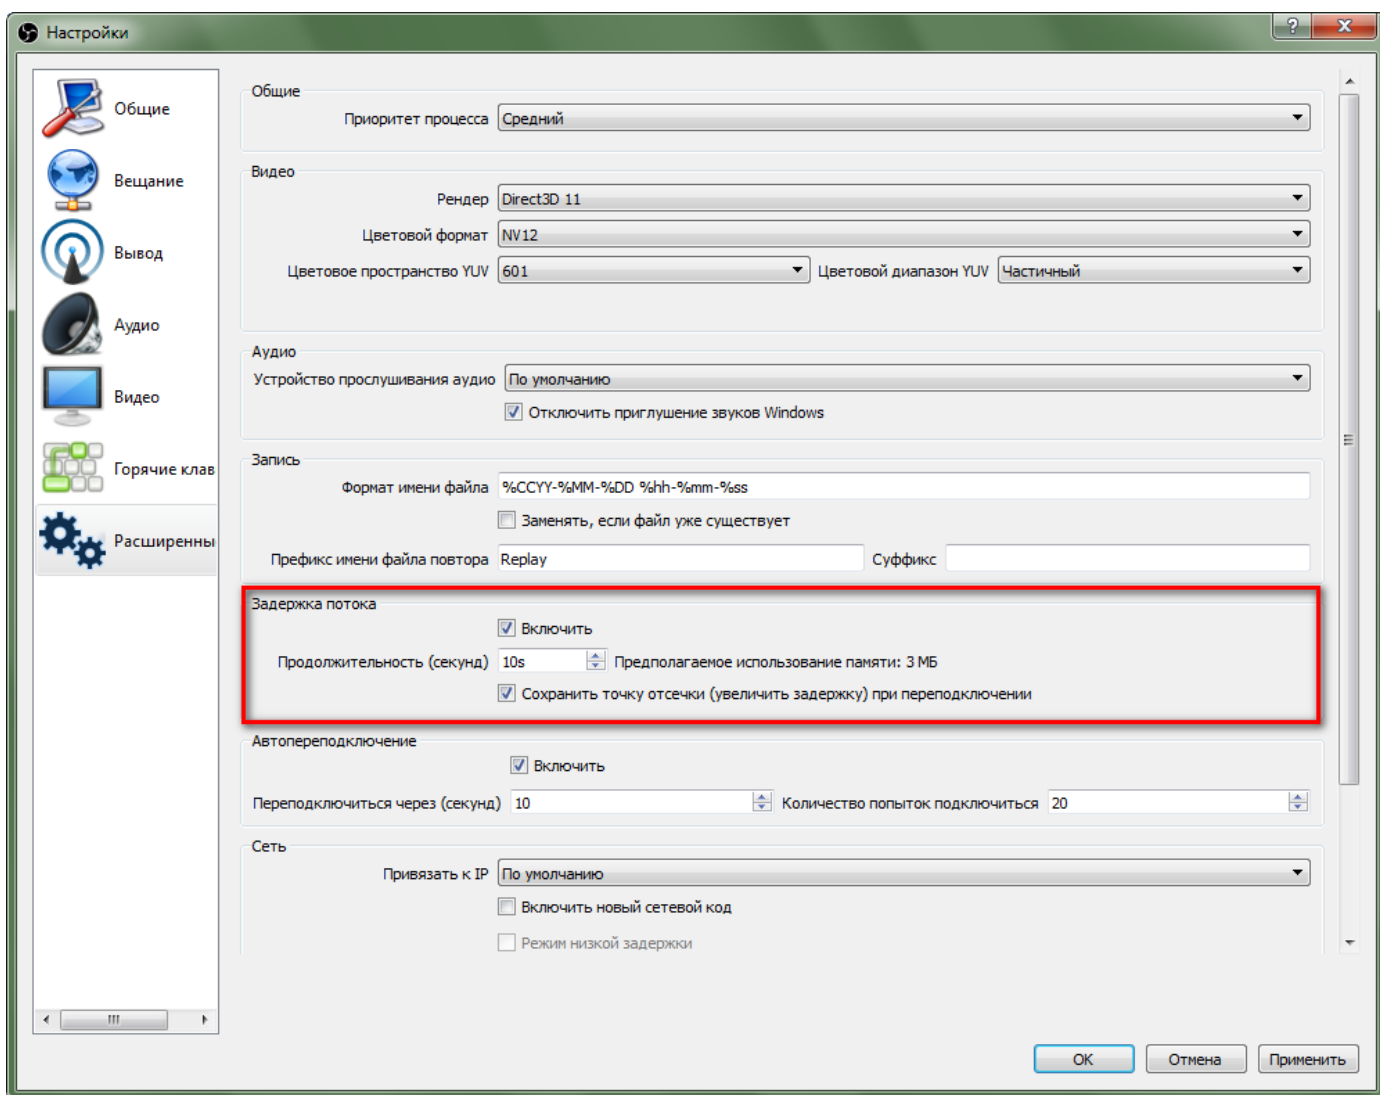 Настройки
Общие
Вещание
Вывод
Аудио
Видео
Горячие клав
Расширенны
Общие
Приоритет процесса Средний
Видео
Рендер Direct3D 11
Цветовой формат NV12
Цветовое пространство YUV 601 Цветовой диапазон YUV Частичный
Аудио
Устройство прослушивания аудио По умолчанию
Отключить приглушение звуков Windows
Запись
Формат имени файла %CCYY-%MM-%DD %hh-%mm-%ss
Заменять, если файл уже существует
Префикс имени файла повтора Replay Суффикс
Задержка потока
Включить
Продолжительность (секунд) 10s Предполагаемое использование памяти: 3 МБ
Сохранить точку отсечки (увеличить задержку) при переподключении
Автопереподключение
Включить
Переподключиться через (секунд) 10 Количество попыток подключиться 20
Сеть
Привязать к IP По умолчанию
Включить новый сетевой код
Режим низкой задержки
OK Отмена Применить